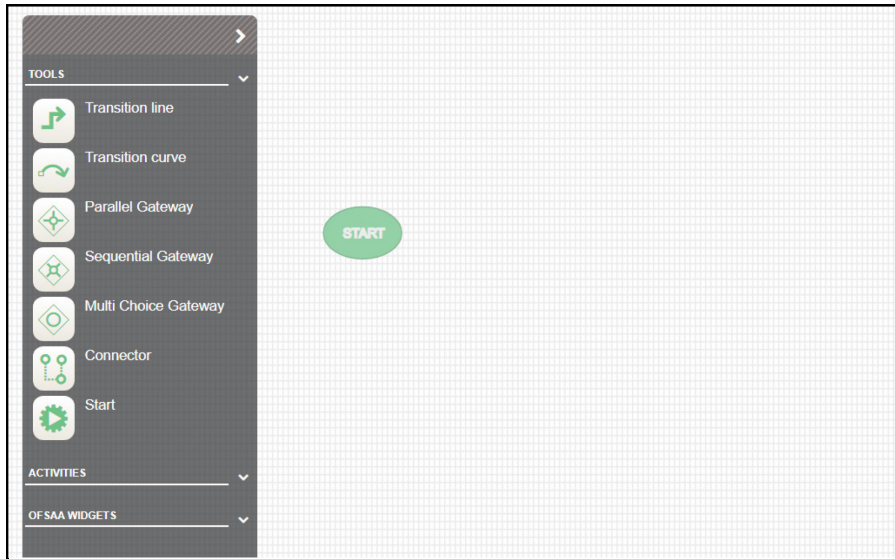 TOOLS
Transition line
Transition curve
Parallel Gateway
START
Sequential Gateway
Multi Choice Gateway
Connector
Start
ACTIVITIES
OFSAA WIDGETS